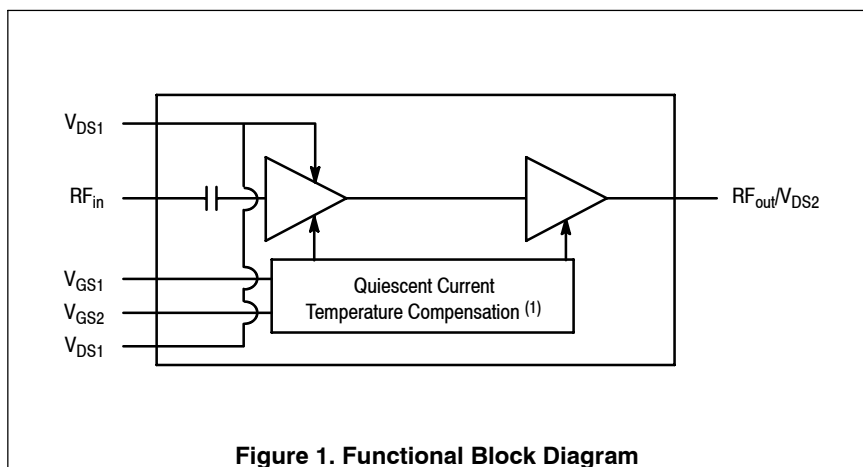 V_DS1
RF_in
RF_out/V_DS2
V_GS1
V_GS2
V_DS1
Quiescent Current
Temperature Compensation (1)
Figure 1. Functional Block Diagram